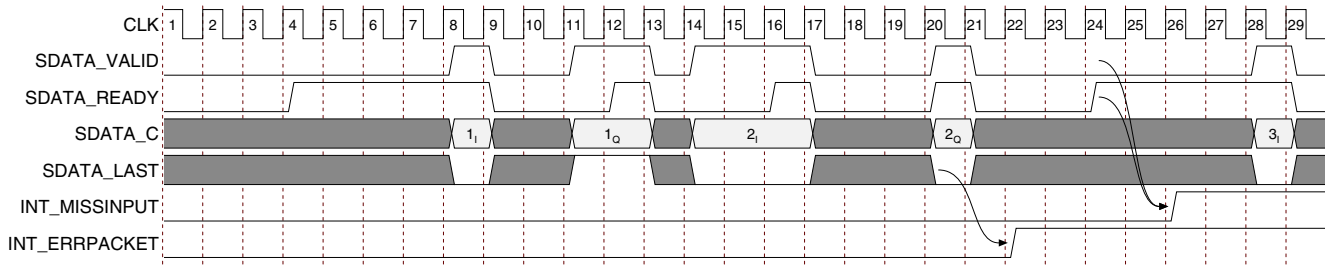 CLK 1 2 3 4 5 6 7 8 9 10 11 12 13 14 15 16 17 18 19 20 21 22 23 24 25 26 27 28 29
SDATA_VALID
SDATA_READY
SDATA_C 1I 1Q 2I 2Q 3I
SDATA_LAST
INT_MISSINPUT
INT_ERRPACKET